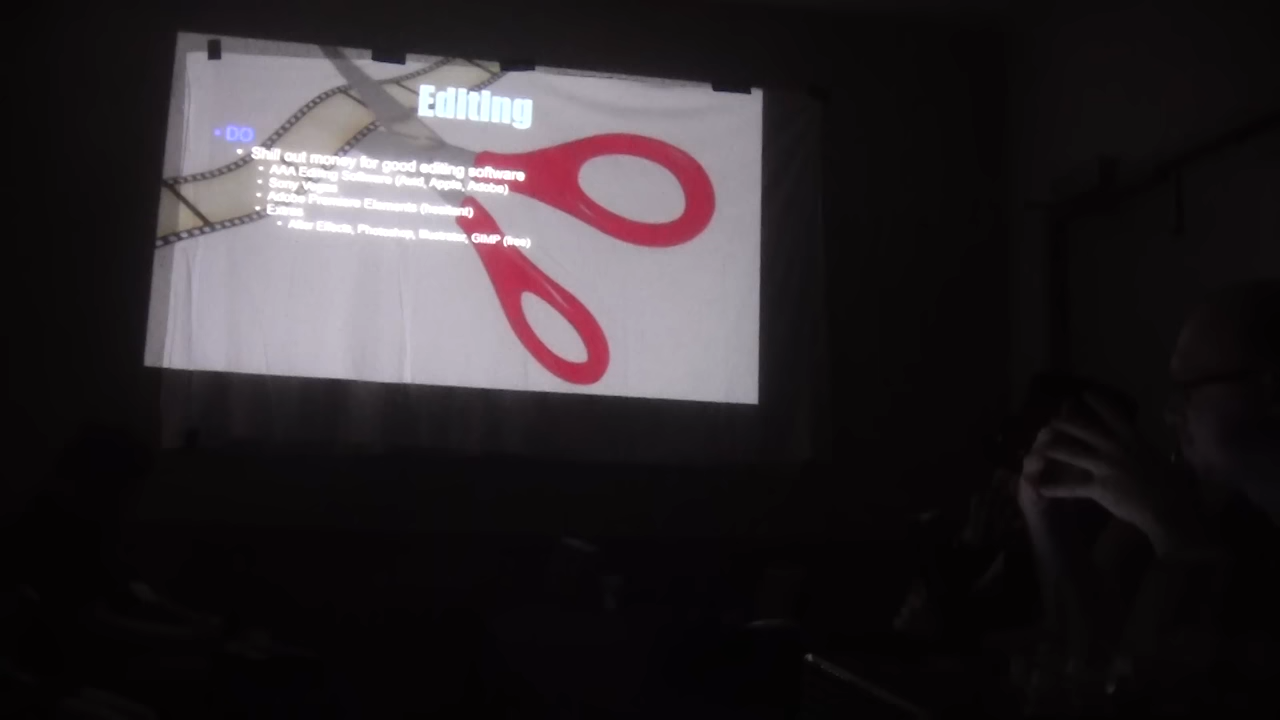 Editing
• DO
• Shill out money for good editing software
• AAA Editing Software (Avid, Apple, Adobe)
• Sony Vegas
• Adobe Premiere Elements (hesitant)
• Extras
• After Effects, Photoshop, Illustrator, GIMP (free)